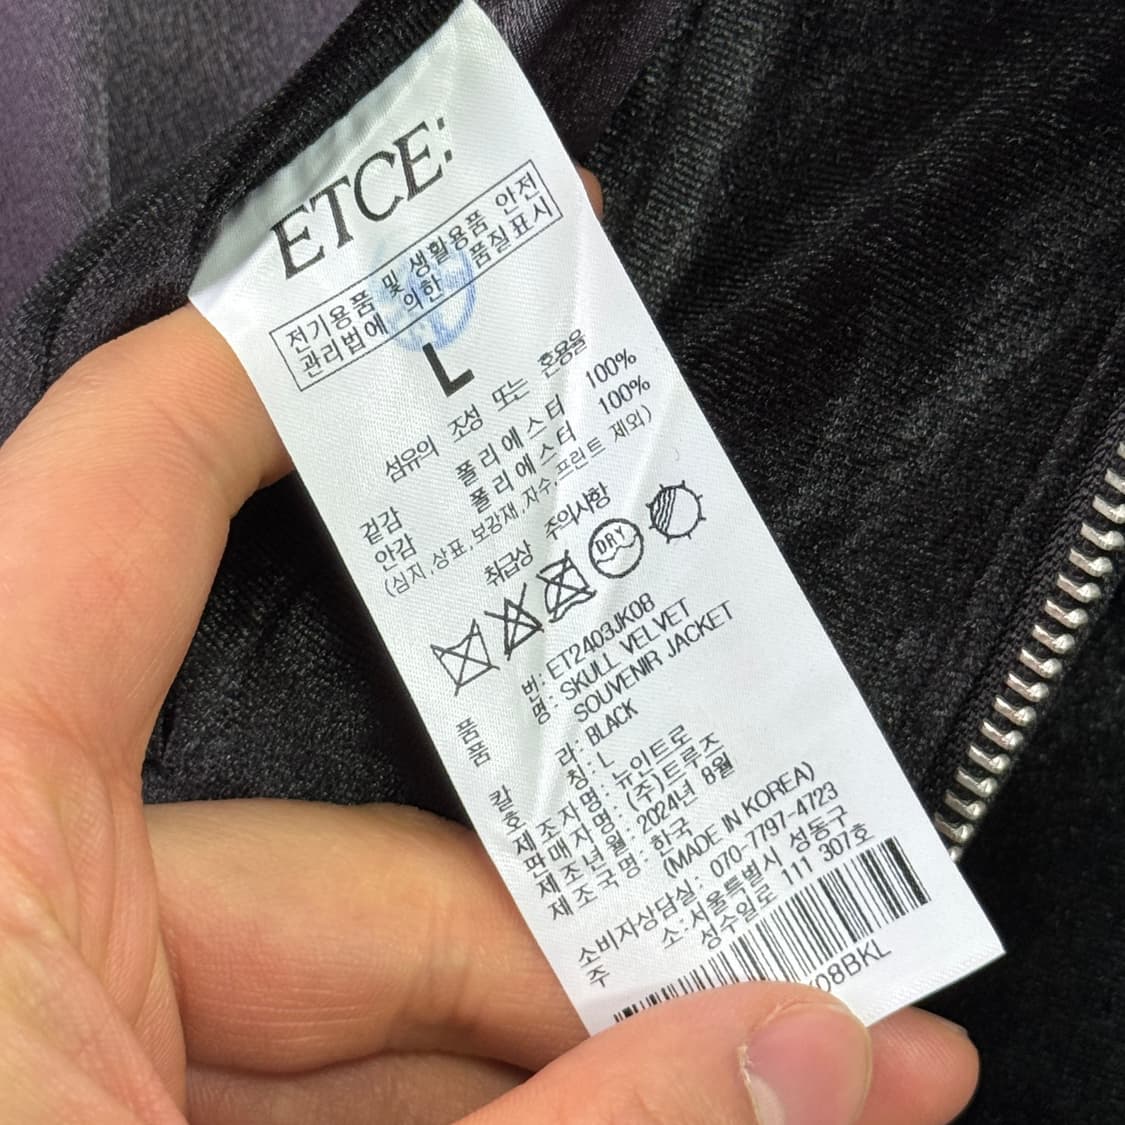 ETCE:
전기용품 및 생활용품 안전
관리법에 의한 품질표시
L
섬유의 조성 또는 혼용율
겉감 폴리에스터 100%
안감 폴리에스터 100%
(심지,상표,보강재,자수,프린트 제외)
취급상 주의사항
DRY
품 번: ET2403JK08
품 명: SKULL VELVET
SOUVENIR JACKET
칼 라: BLACK
호 칭: L
제조자명: 뉴인트로
판매자명: (주)트루즈
제조년월: 2024년 8월
제조국명: 한국
(MADE IN KOREA)
소비자상담실: 070-7797-4723
주 소:서울특별시 성동구
성수일로 111 307호
08BKL